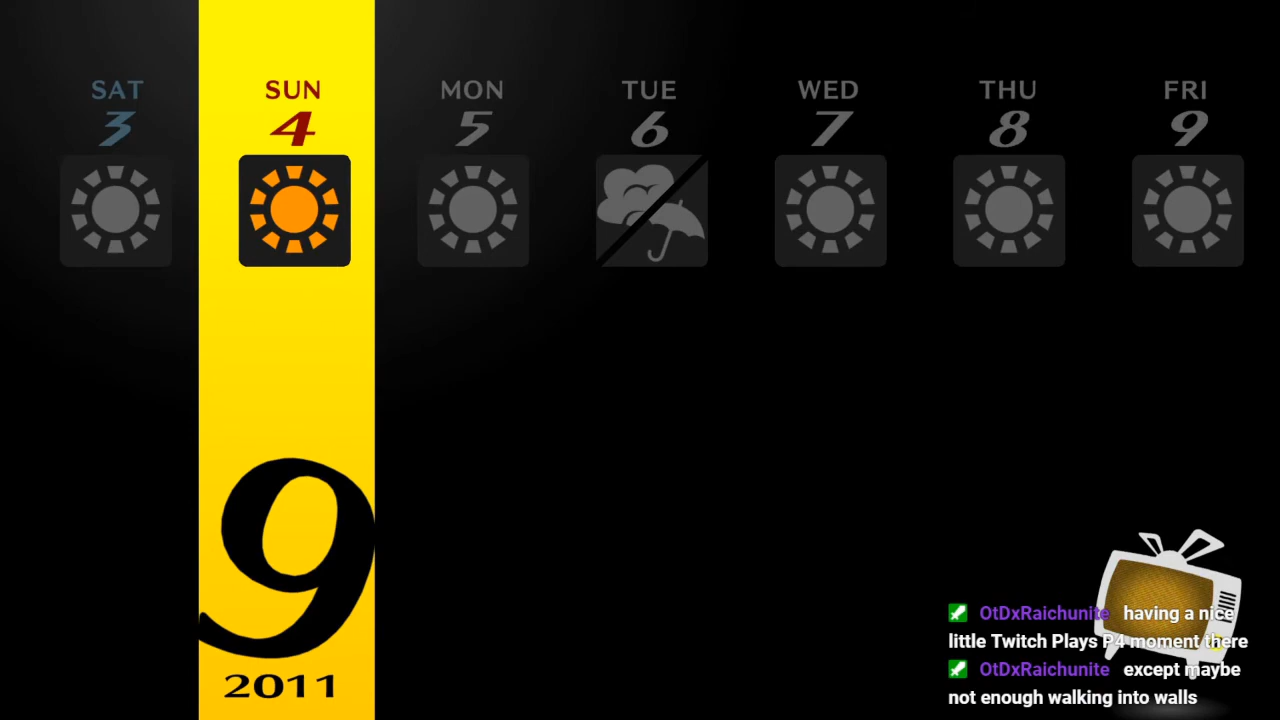 SAT SUN MON TUE WED THU FRI
3 4 5 6 7 8 9
9
2011
OtDxRaichunite having a nice
little Twitch Plays P4 moment there
OtDxRaichunite except maybe
not enough walking into walls